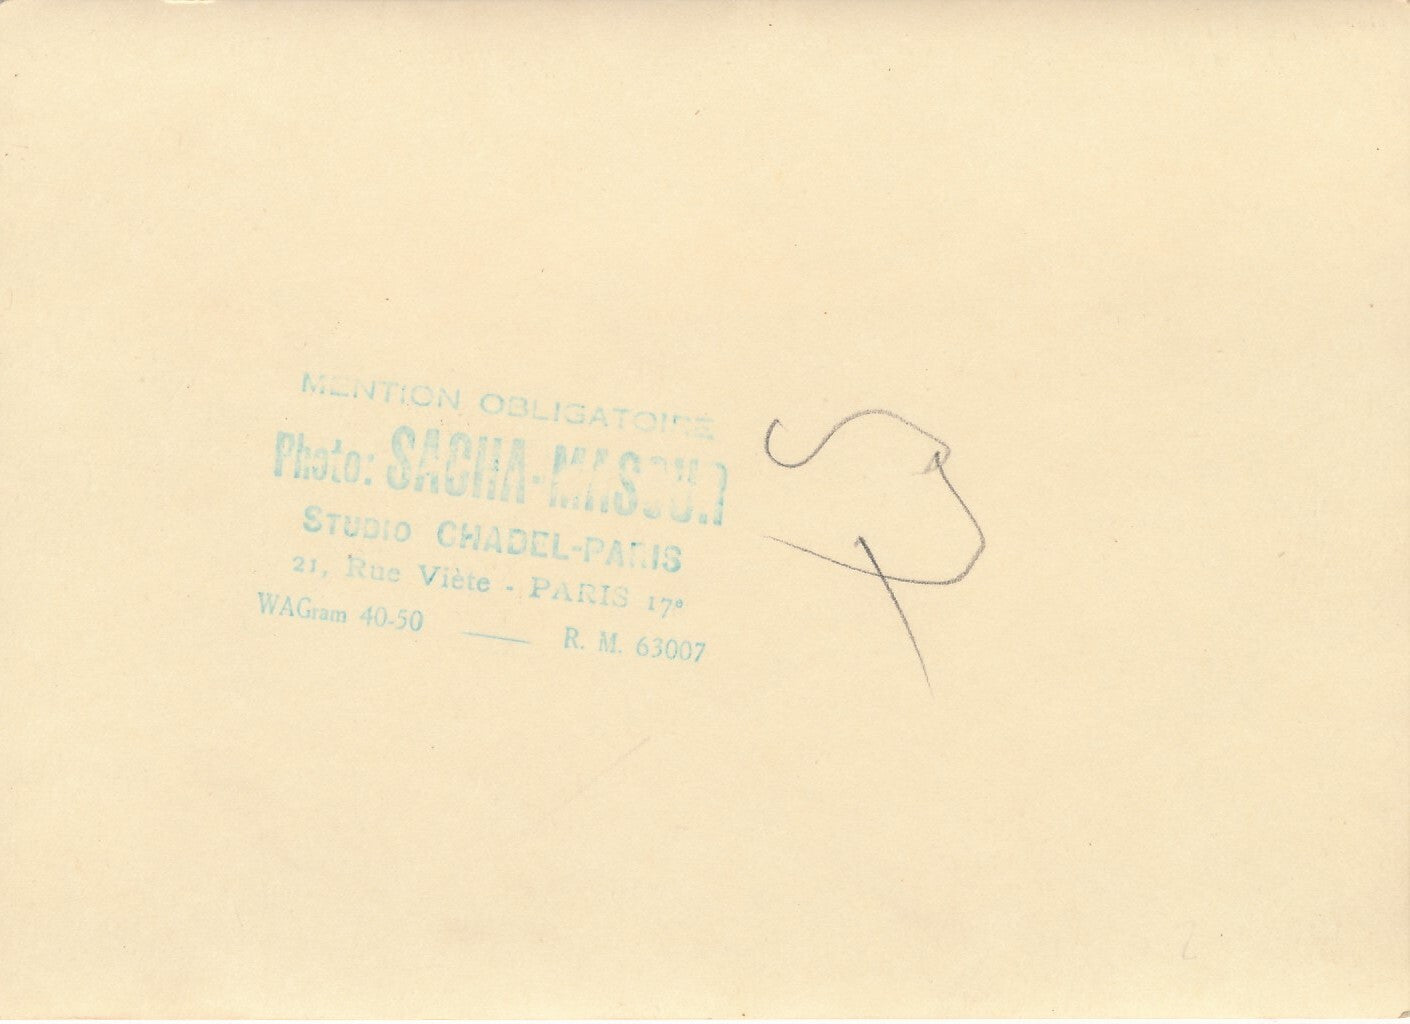 MENTION OBLIGATOIRE
Photo: SACHA-MASOUR
STUDIO CHADEL-PARIS
21, Rue Viète - PARIS 17e
WAGram 40-50 — R. M. 63007